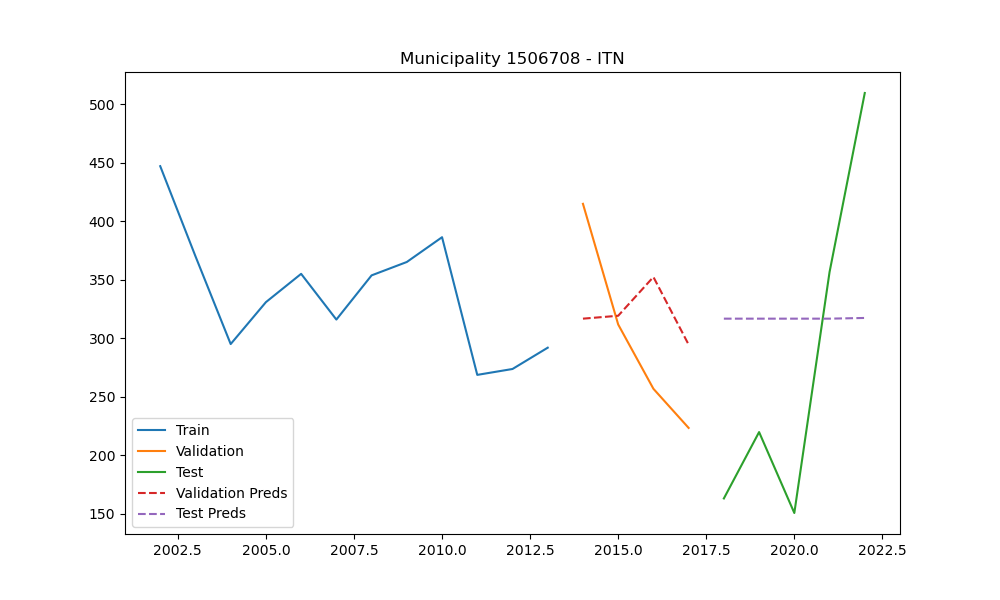 Municipality 1506708 - ITN
500
450
400
350
300
250
200
150
Train
Validation
Test
Validation Preds
Test Preds
2002.5 2005.0 2007.5 2010.0 2012.5 2015.0 2017.5 2020.0 2022.5